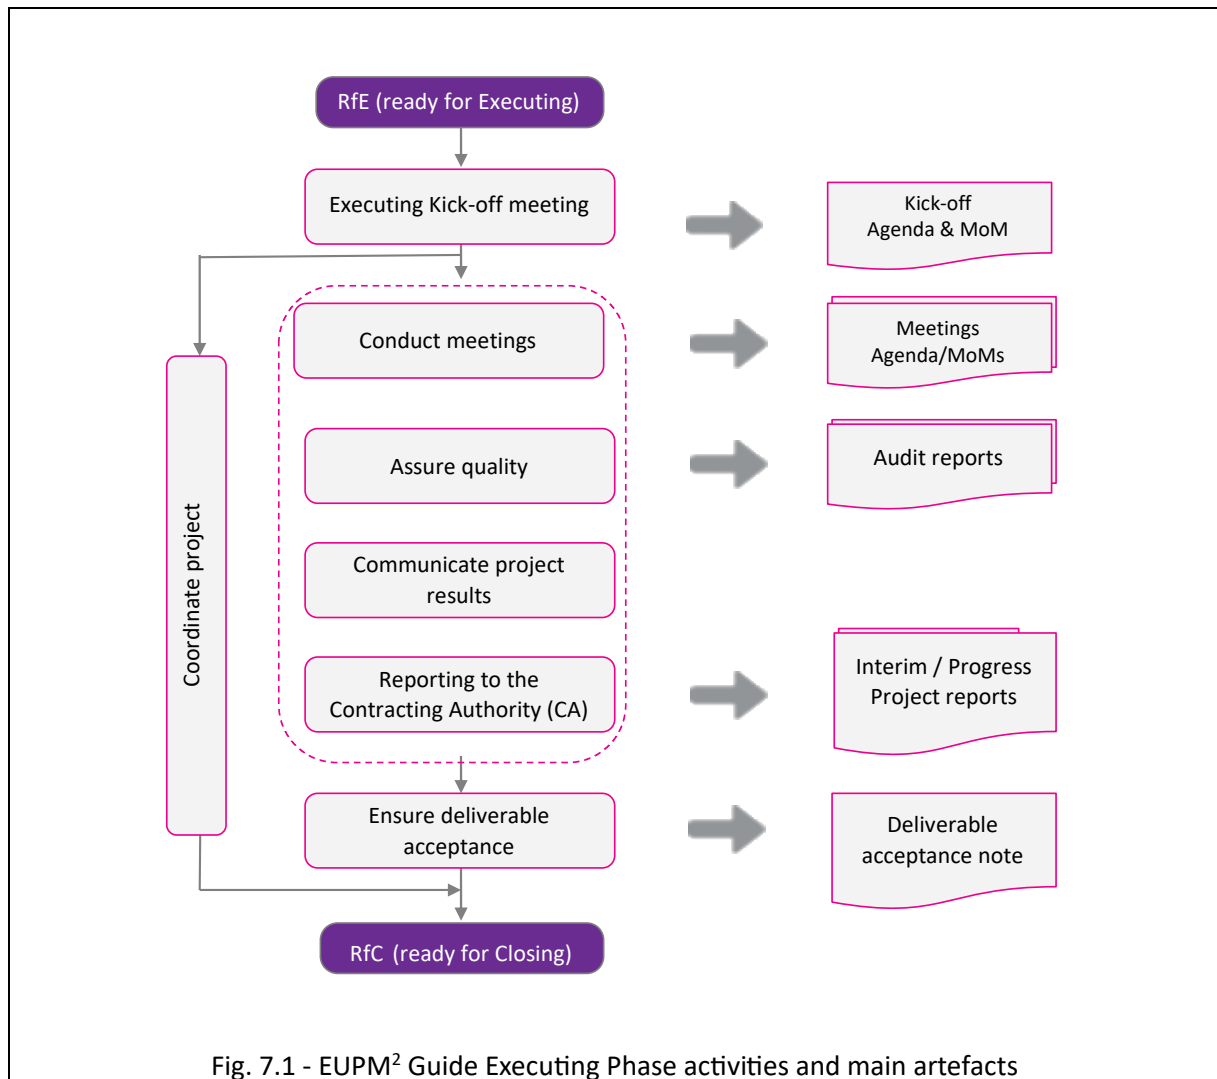 RfE (ready for Executing)
Executing Kick-off meeting
Kick-off
Agenda & MoM
Conduct meetings
Meetings
Agenda/MoMs
Assure quality
Audit reports
Coordinate project
Communicate project
results
Reporting to the
Contracting Authority (CA)
Interim / Progress
Project reports
Ensure deliverable
acceptance
Deliverable
acceptance note
RfC (ready for Closing)
Fig. 7.1 - EUPM² Guide Executing Phase activities and main artefacts